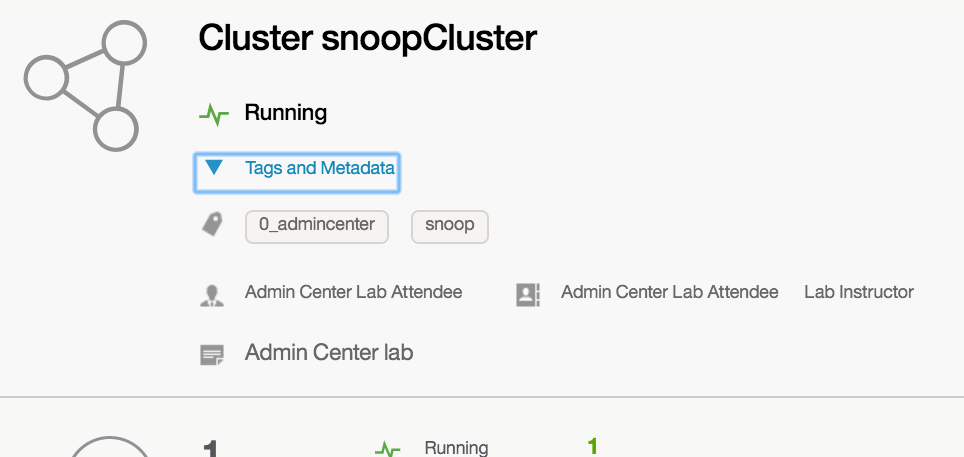 Cluster snoopCluster
Running
Tags and Metadata
0_admincenter snoop
Admin Center Lab Attendee Admin Center Lab Attendee Lab Instructor
Admin Center lab
1 Running 1